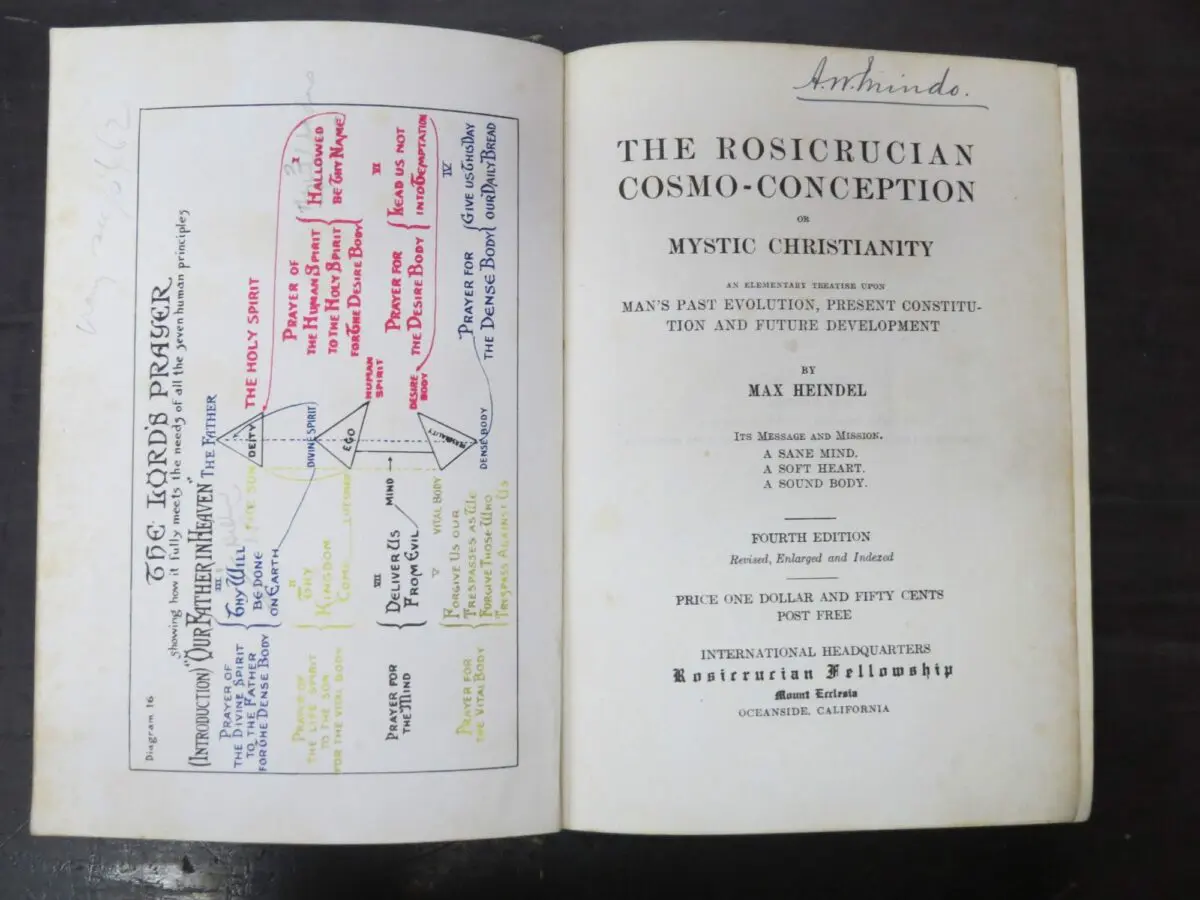 Diagram 16
THE LORD'S PRAYER.
Showing how it fully meets the needs of all the seven human principles
(INTRODUCTION) "OUR FATHER IN HEAVEN"
THE FATHER
THE SON
THE HOLY SPIRIT
DEITY
PRAYER OF
THE DIVINE SPIRIT
TO THE FATHER
FOR THE DENSE BODY
III
THY WILL
BE DONE
ON EARTH
PRAYER OF
THE HUMAN SPIRIT
TO THE HOLY SPIRIT
FOR THE DESIRE BODY
I
HALLOWED
BE THY NAME
PRAYER OF
THE LIFE SPIRIT
TO THE SON
FOR THE VITAL BODY
II
THY
KINGDOM
COME
DIVINE SPIRIT
EGO
HUMAN
SPIRIT
PRAYER FOR
THE MIND
VII
DELIVER US
FROM EVIL
MIND
DESIRE
BODY
PRAYER FOR
THE DESIRE BODY
VI
LEAD US NOT
INTO TEMPTATION
PRAYER FOR
THE VITAL BODY
V
FORGIVE US OUR
TRESPASSES AS WE
FORGIVE THOSE WHO
TRESPASS AGAINST US
VITAL BODY
DENSE BODY
PRAYER FOR
THE DENSE BODY
IV
GIVE US THIS DAY
OUR DAILY BREAD
THE ROSICRUCIAN
COSMO-CONCEPTION
OR
MYSTIC CHRISTIANITY
AN ELEMENTARY TREATISE UPON
MAN'S PAST EVOLUTION, PRESENT CONSTITU-
TION AND FUTURE DEVELOPMENT
BY
MAX HEINDEL
ITS MESSAGE AND MISSION.
A SANE MIND.
A SOFT HEART.
A SOUND BODY.
FOURTH EDITION
Revised, Enlarged and Indexed
PRICE ONE DOLLAR AND FIFTY CENTS
POST FREE
INTERNATIONAL HEADQUARTERS
Rosicrucian Fellowship
Mount Ecclesia
OCEANSIDE, CALIFORNIA